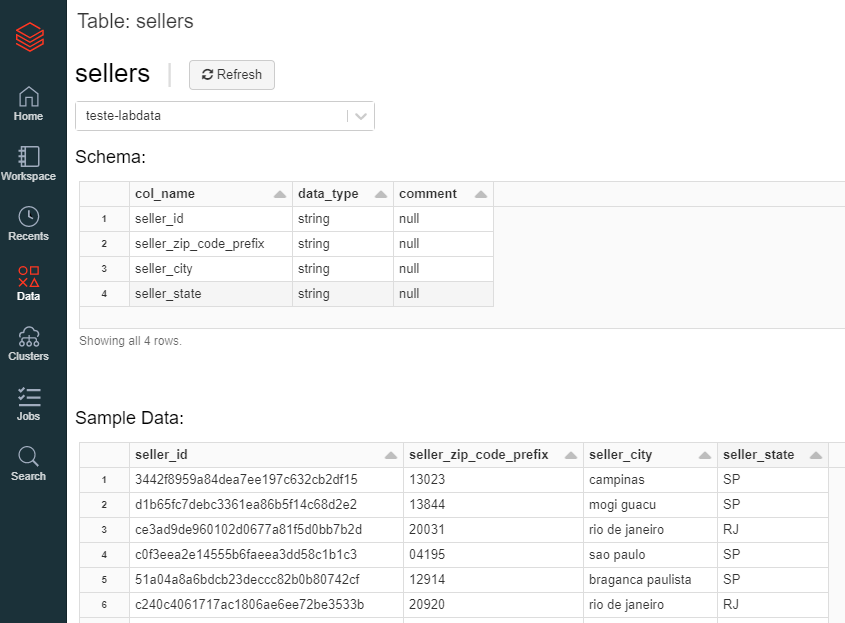 Table: sellers
sellers
Refresh
teste-labdata
Home
Workspace
Recents
Data
Clusters
Jobs
Search
Schema:
col_name data_type comment
1 seller_id string null
2 seller_zip_code_prefix string null
3 seller_city string null
4 seller_state string null
Showing all 4 rows.
Sample Data:
seller_id seller_zip_code_prefix seller_city seller_state
1 3442f8959a84dea7ee197c632cb2df15 13023 campinas SP
2 d1b65fc7debc3361ea86b5f14c68d2e2 13844 mogi guacu SP
3 ce3ad9de960102d0677a81f5d0bb7b2d 20031 rio de janeiro RJ
4 c0f3eea2e14555b6faeea3dd58c1b1c3 04195 sao paulo SP
5 51a04a8a6bdcb23deccc82b0b80742cf 12914 braganca paulista SP
6 c240c4061717ac1806ae6ee72be3533b 20920 rio de janeiro RJ